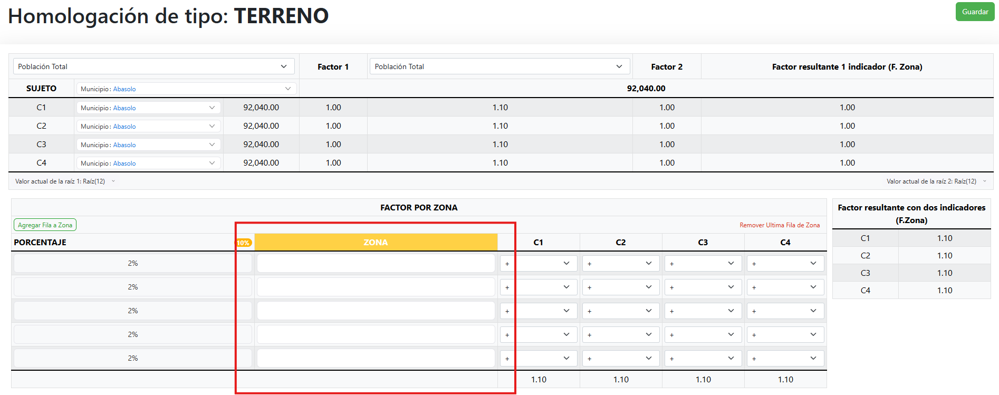 Homologación de tipo: TERRENO
Guardar
Población Total Factor 1 Población Total Factor 2 Factor resultante 1 indicador (F. Zona)
SUJETO Municipio: Abasolo 92,040.00
C1 Municipio: Abasolo 92,040.00 1.00 1.10 1.00 1.00
C2 Municipio: Abasolo 92,040.00 1.00 1.10 1.00 1.00
C3 Municipio: Abasolo 92,040.00 1.00 1.10 1.00 1.00
C4 Municipio: Abasolo 92,040.00 1.00 1.10 1.00 1.00
Valor actual de la raíz 1: Raíz(12) Valor actual de la raíz 2: Raíz(12)
FACTOR POR ZONA
Agregar Fila a Zona Remover Ultima Fila de Zona
PORCENTAJE 10% ZONA C1 C2 C3 C4
2% + + + +
2% + + + +
2% + + + +
2% + + + +
2% + + + +
1.10 1.10 1.10 1.10
Factor resultante con dos indicadores
(F.Zona)
C1 1.10
C2 1.10
C3 1.10
C4 1.10